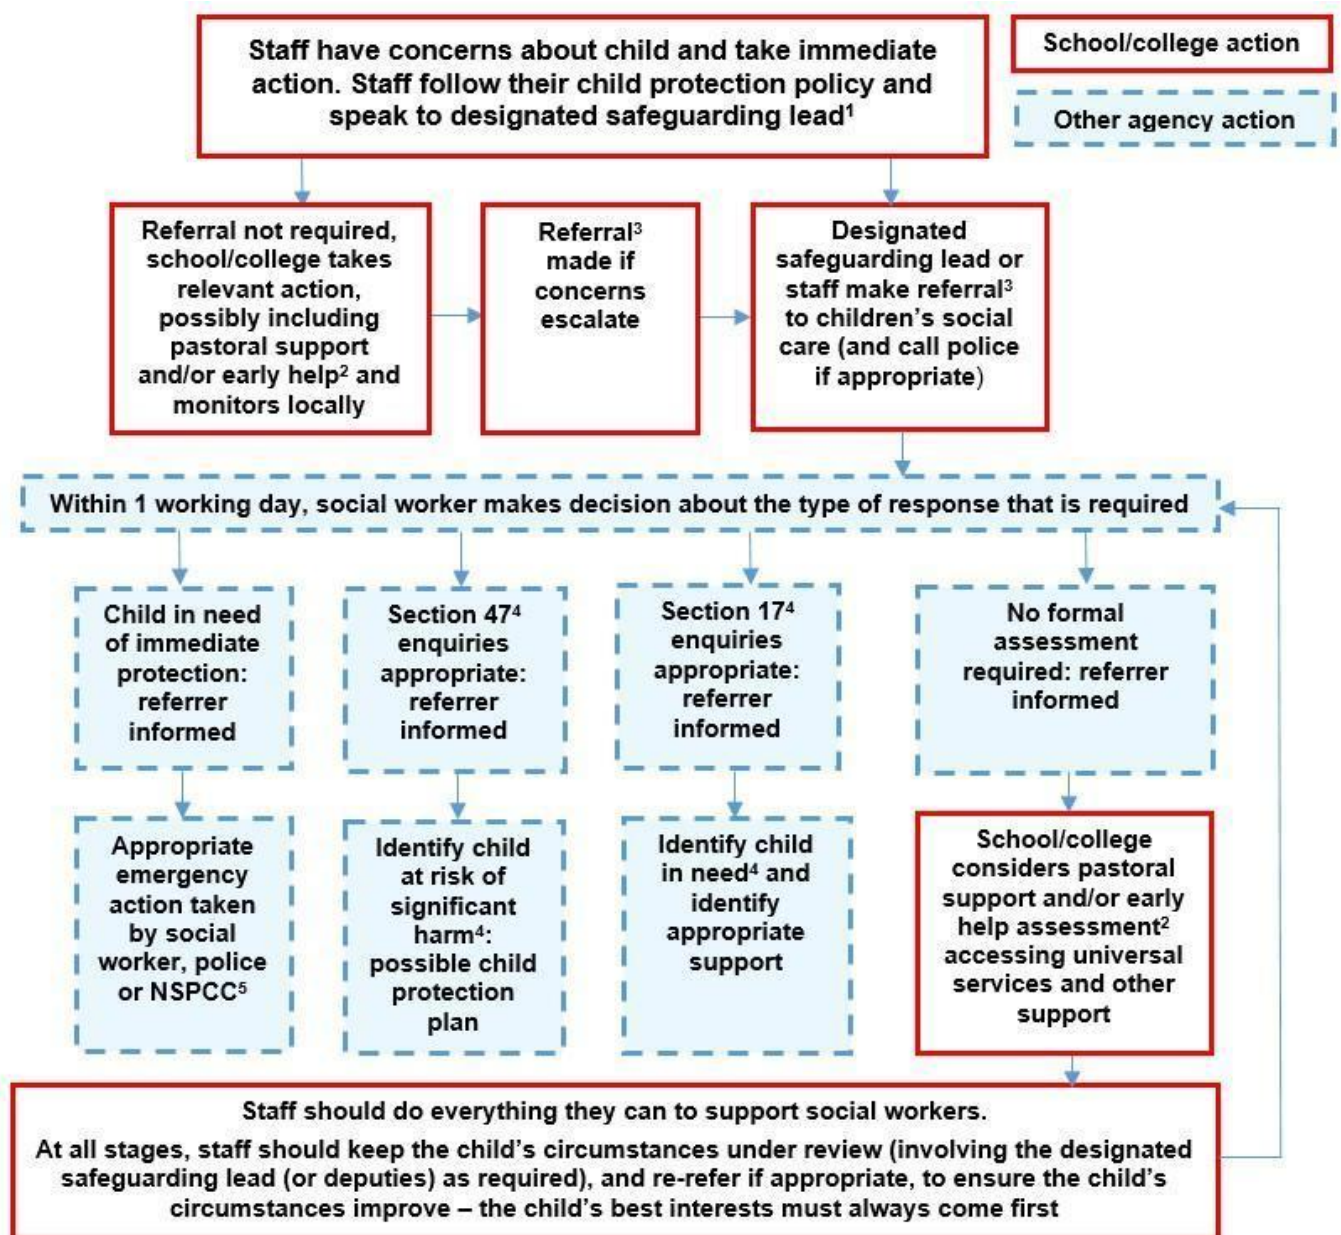 Staff have concerns about child and take immediate
action. Staff follow their child protection policy and
speak to designated safeguarding lead¹
School/college action
Other agency action
Referral not required,
school/college takes
relevant action,
possibly including
pastoral support
and/or early help² and
monitors locally
Referral³
made if
concerns
escalate
Designated
safeguarding lead or
staff make referral³
to children's social
care (and call police
if appropriate)
Within 1 working day, social worker makes decision about the type of response that is required
Child in need
of immediate
protection:
referrer
informed
Section 47⁴
enquiries
appropriate:
referrer
informed
Section 17⁴
enquiries
appropriate:
referrer
informed
No formal
assessment
required: referrer
informed
Appropriate
emergency
action taken
by social
worker, police
or NSPCC⁵
Identify child
at risk of
significant
harm⁴:
possible child
protection
plan
Identify child
in need⁴ and
identify
appropriate
support
School/college
considers pastoral
support and/or early
help assessment²
accessing universal
services and other
support
Staff should do everything they can to support social workers.
At all stages, staff should keep the child's circumstances under review (involving the designated
safeguarding lead (or deputies) as required), and re-refer if appropriate, to ensure the child's
circumstances improve – the child's best interests must always come first